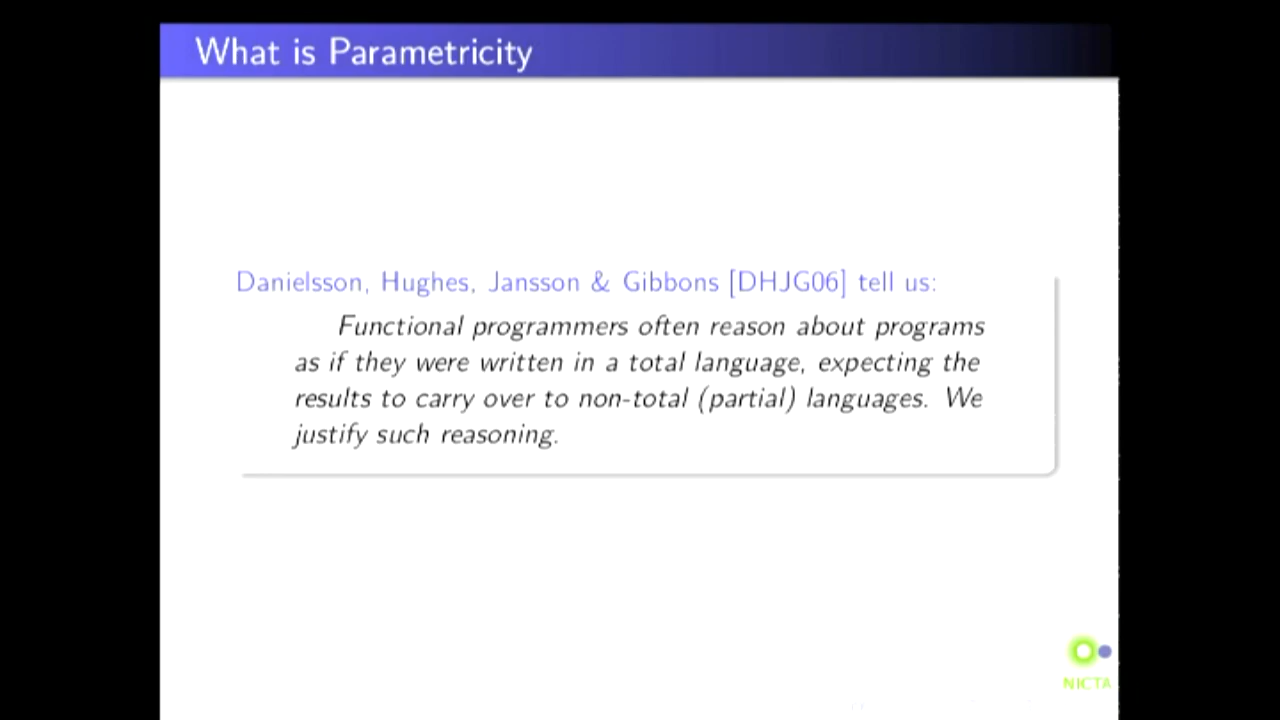 What is Parametricity
Danielsson, Hughes, Jansson & Gibbons [DHJG06] tell us:
Functional programmers often reason about programs
as if they were written in a total language, expecting the
results to carry over to non-total (partial) languages. We
justify such reasoning.
NICTA